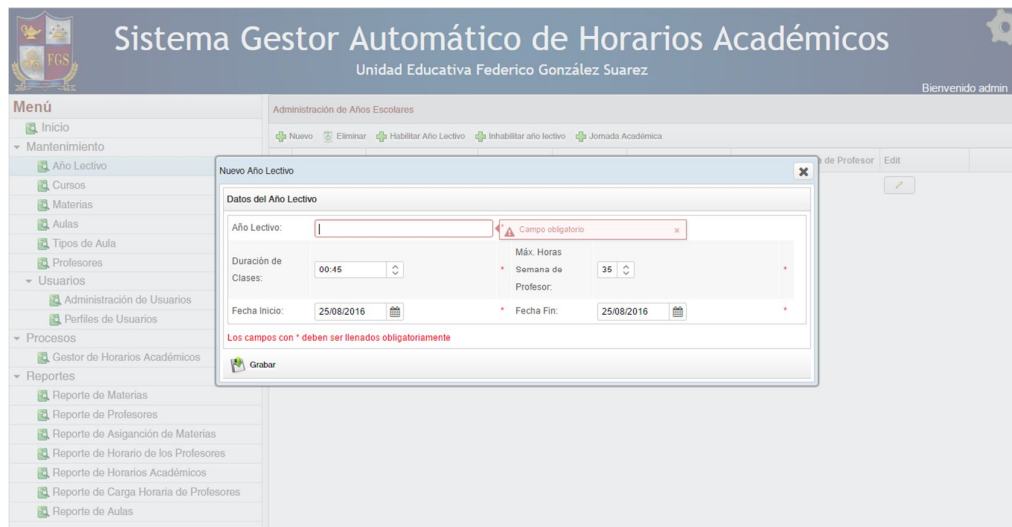 FGS
Sistema Gestor Automático de Horarios Académicos
Unidad Educativa Federico González Suarez
Bienvenido admin
Menú
Inicio
Mantenimiento
Año Lectivo
Cursos
Materias
Aulas
Tipos de Aula
Profesores
Usuarios
Administración de Usuarios
Perfiles de Usuarios
Procesos
Gestor de Horarios Académicos
Reportes
Reporte de Materias
Reporte de Profesores
Reporte de Asiganción de Materias
Reporte de Horario de los Profesores
Reporte de Horarios Académicos
Reporte de Carga Horaria de Profesores
Reporte de Aulas
Administración de Años Escolares
Nuevo Eliminar Habilitar Año Lectivo Inhabilitar año lectivo Jornada Académica
de Profesor Edit
Nuevo Año Lectivo
Datos del Año Lectivo
Año Lectivo: * Campo obligatorio
Duración de Clases: 00:45 * Máx. Horas Semana de Profesor: 35 *
Fecha Inicio: 25/08/2016 * Fecha Fin: 25/08/2016 *
Los campos con * deben ser llenados obligatoriamente
Grabar